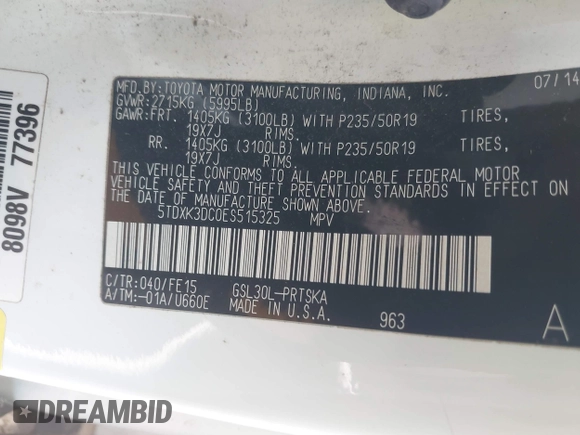 MFD.BY:TOYOTA MOTOR MANUFACTURING, INDIANA, INC. 07/14
GVWR:2715KG (5995LB)
GAWR:FRT. 1405KG (3100LB) WITH P235/50R19 TIRES,
19X7J RIMS.
RR. 1405KG (3100LB) WITH P235/50R19 TIRES,
19X7J RIMS.
THIS VEHICLE CONFORMS TO ALL APPLICABLE FEDERAL MOTOR
VEHICLE SAFETY AND THEFT PREVENTION STANDARDS IN EFFECT ON
THE DATE OF MANUFACTURE SHOWN ABOVE.
5TDXK3DC0ES515325 MPV
C/TR:040/FE15 GSL30L-PRTSKA
A/TM:-01A/U660E MADE IN U.S.A.
963 A
8098V 77396
DREAMBID